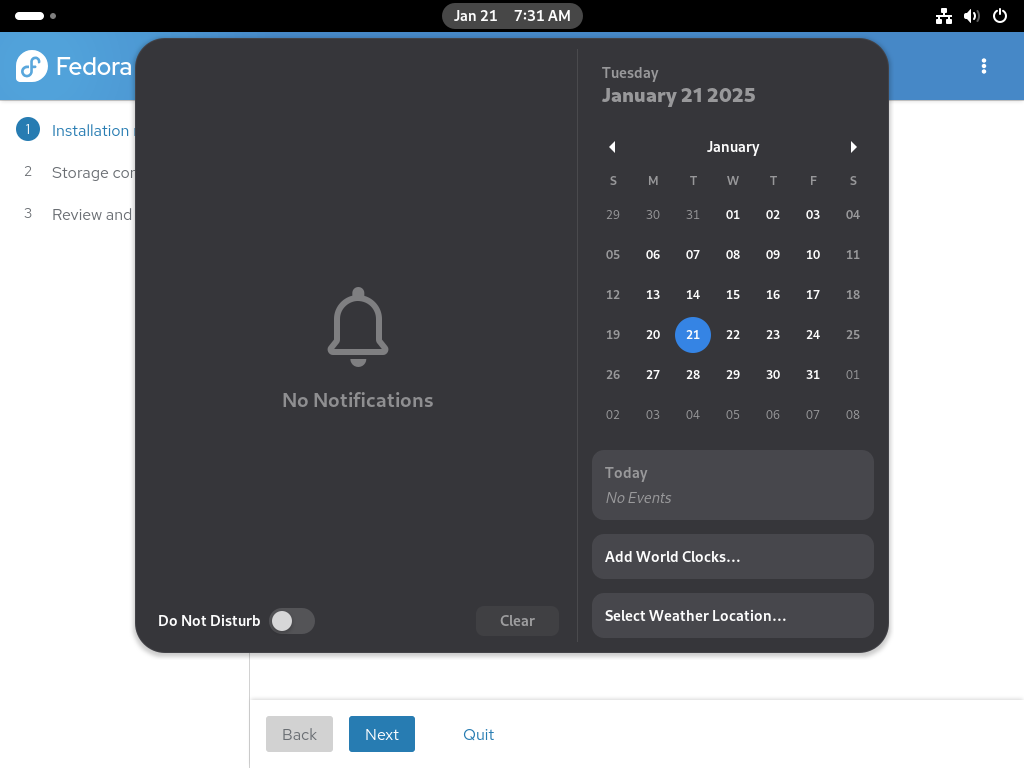 Jan 21 7:31 AM
Fedora
1 Installation
2 Storage
3 Review and
No Notifications
Do Not Disturb
Clear
Tuesday
January 21 2025
January
S M T W T F S
29 30 31 01 02 03 04
05 06 07 08 09 10 11
12 13 14 15 16 17 18
19 20 21 22 23 24 25
26 27 28 29 30 31 01
02 03 04 05 06 07 08
Today
No Events
Add World Clocks…
Select Weather Location…
Back Next Quit